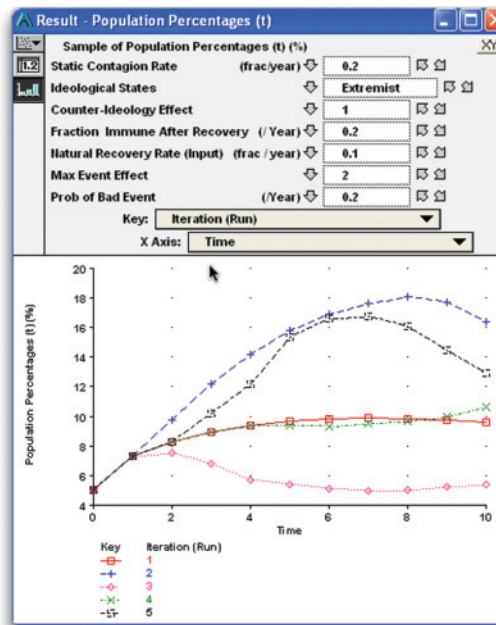 Result - Population Percentages (t)
Sample of Population Percentages (t) (%)
XY
Static Contagion Rate (frac/year) 0.2
1.2
Ideological States Extremist
Counter-Ideology Effect 1
Fraction Immune After Recovery (/ Year) 0.2
Natural Recovery Rate (Input) (frac / year) 0.1
Max Event Effect 2
Prob of Bad Event (/Year) 0.2
Key: Iteration (Run)
X Axis: Time
Population Percentages (t) (%)
20
18
16
14
12
10
8
6
4
0 2 4 6 8 10
Time
Key Iteration (Run)
1
2
3
4
5